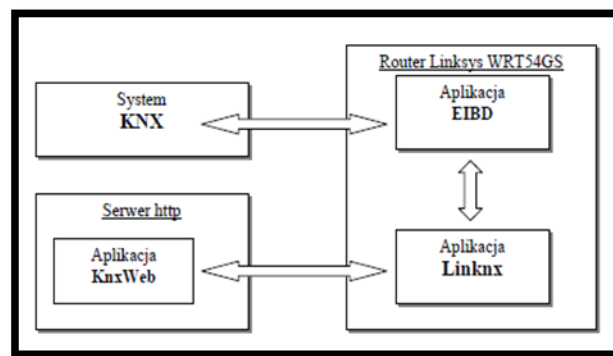 Router Linksys WRT54GS
System
KNX
Aplikacja
EIBD
Serwer http
Aplikacja
KnxWeb
Aplikacja
Linknx